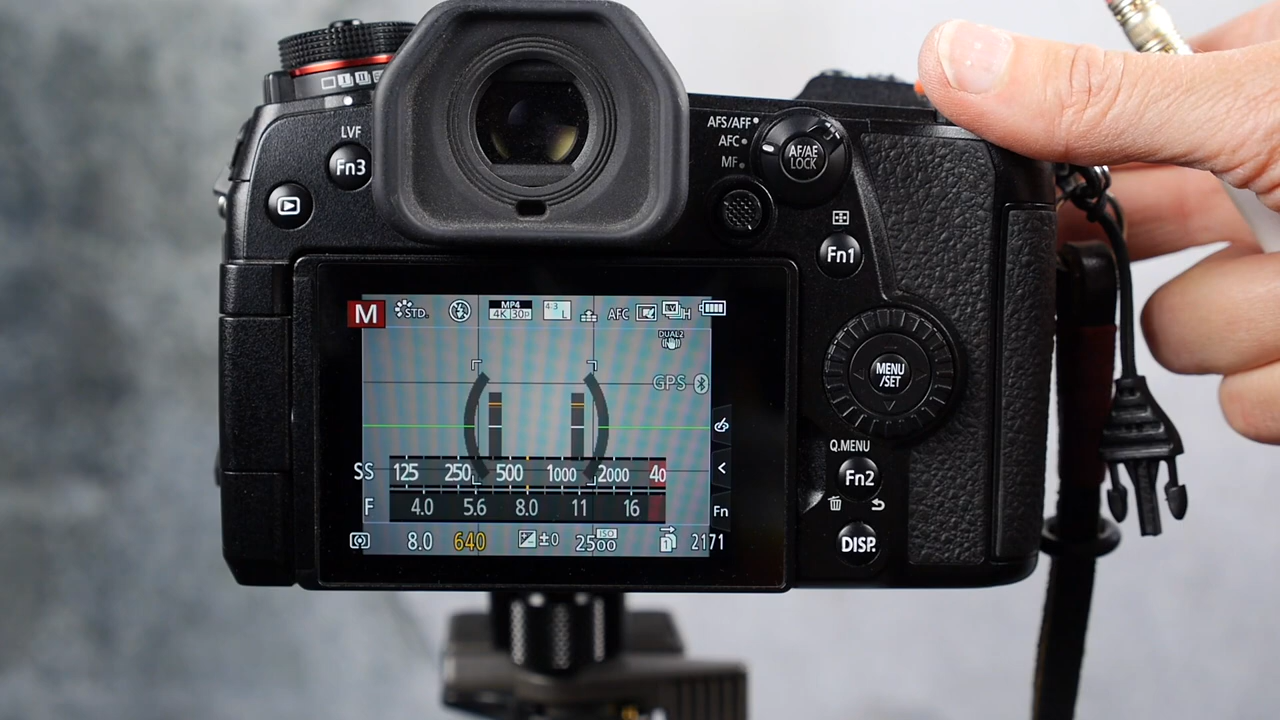 LVF
Fn3
AFS/AFF
AFC
MF
AF/AE
LOCK
Fn1
M STD. MP4 4K 30p 4:3 L AFC H
DUAL2
GPS
SS 125 250 500 1000 2000 40
F 4.0 5.6 8.0 11 16
8.0 640 ±0 ISO 2500 1 2171
Fn
MENU
/SET
Q.MENU
Fn2
DISP.